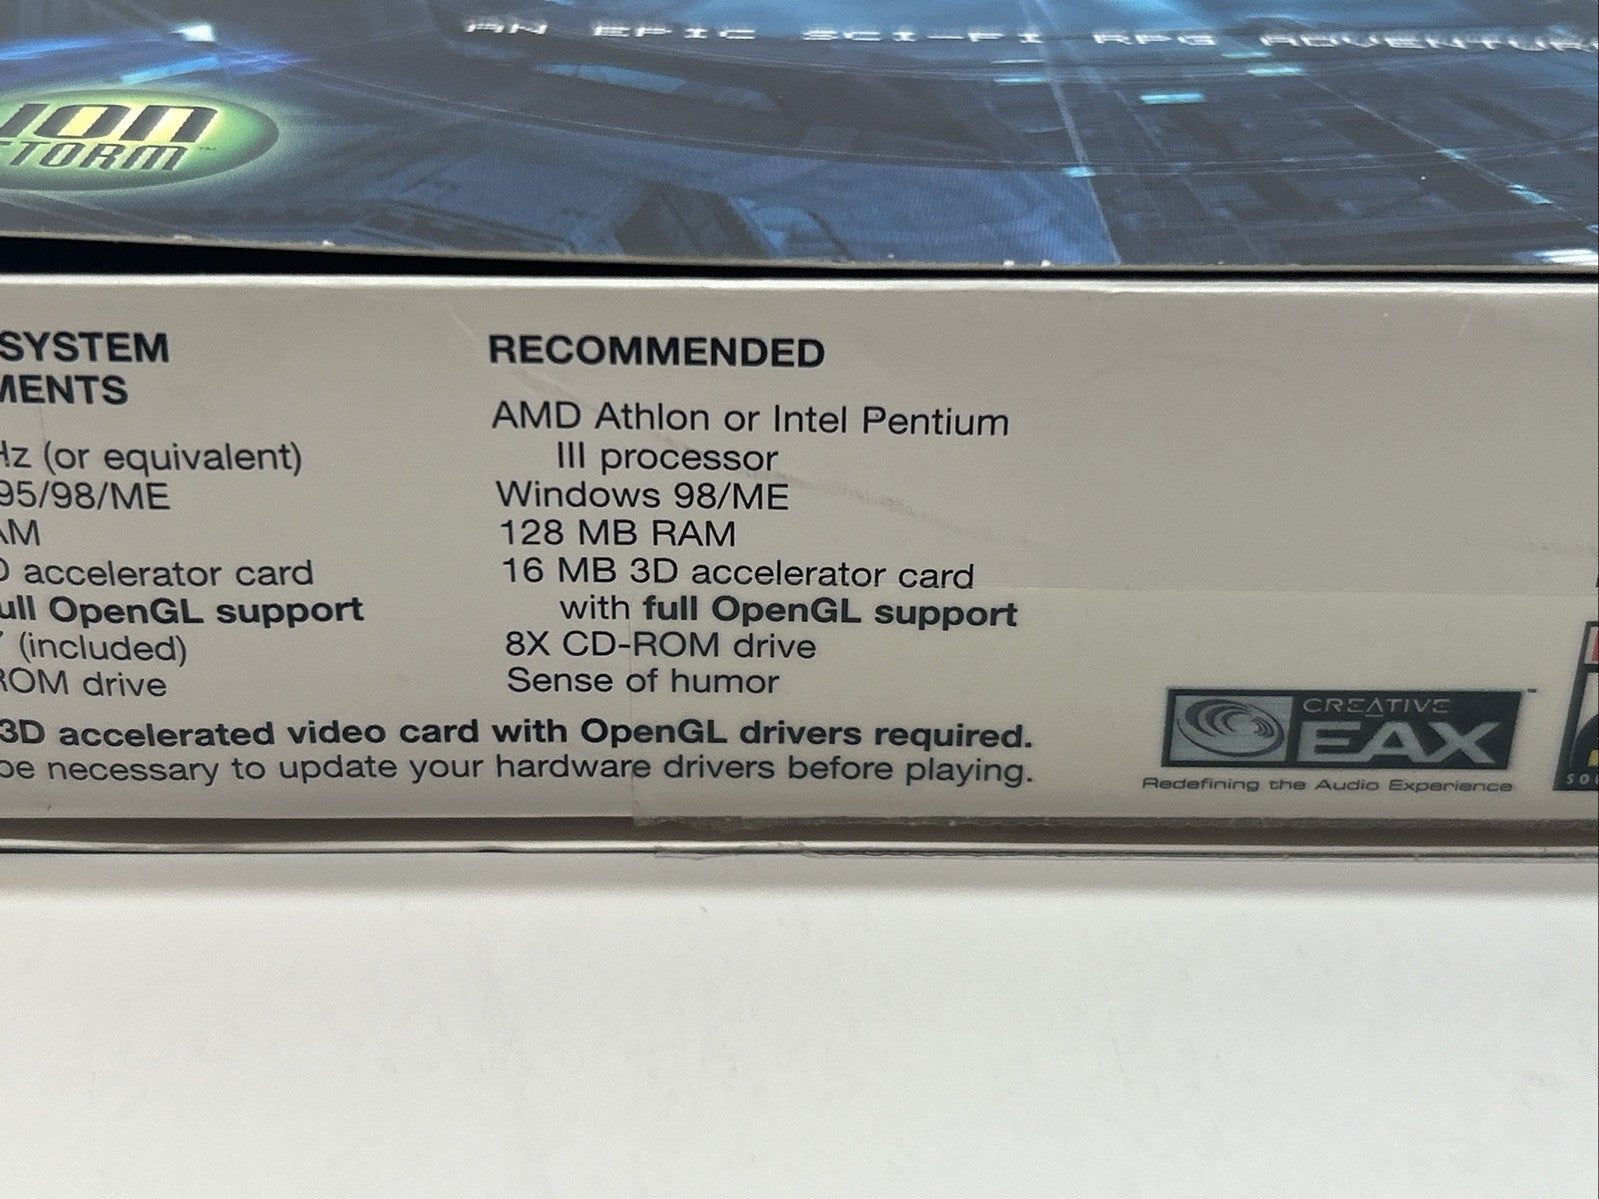 AN EPIC SCI-FI RPG ADVENTUR
ION
STORM™
SYSTEM
MENTS
Hz (or equivalent)
95/98/ME
AM
D accelerator card
ull OpenGL support
(included)
ROM drive
RECOMMENDED
AMD Athlon or Intel Pentium
III processor
Windows 98/ME
128 MB RAM
16 MB 3D accelerator card
with full OpenGL support
8X CD-ROM drive
Sense of humor
3D accelerated video card with OpenGL drivers required.
be necessary to update your hardware drivers before playing.
CREATIVE™
EAX
Redefining the Audio Experience